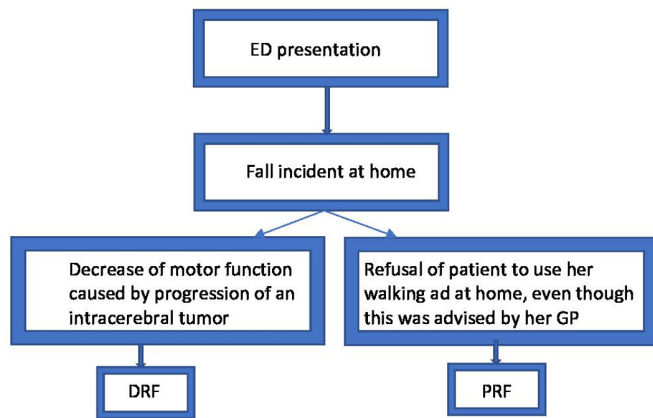 ED presentation
Fall incident at home
Decrease of motor function
caused by progression of an
intracerebral tumor
Refusal of patient to use her
walking ad at home, even though
this was advised by her GP
DRF
PRF